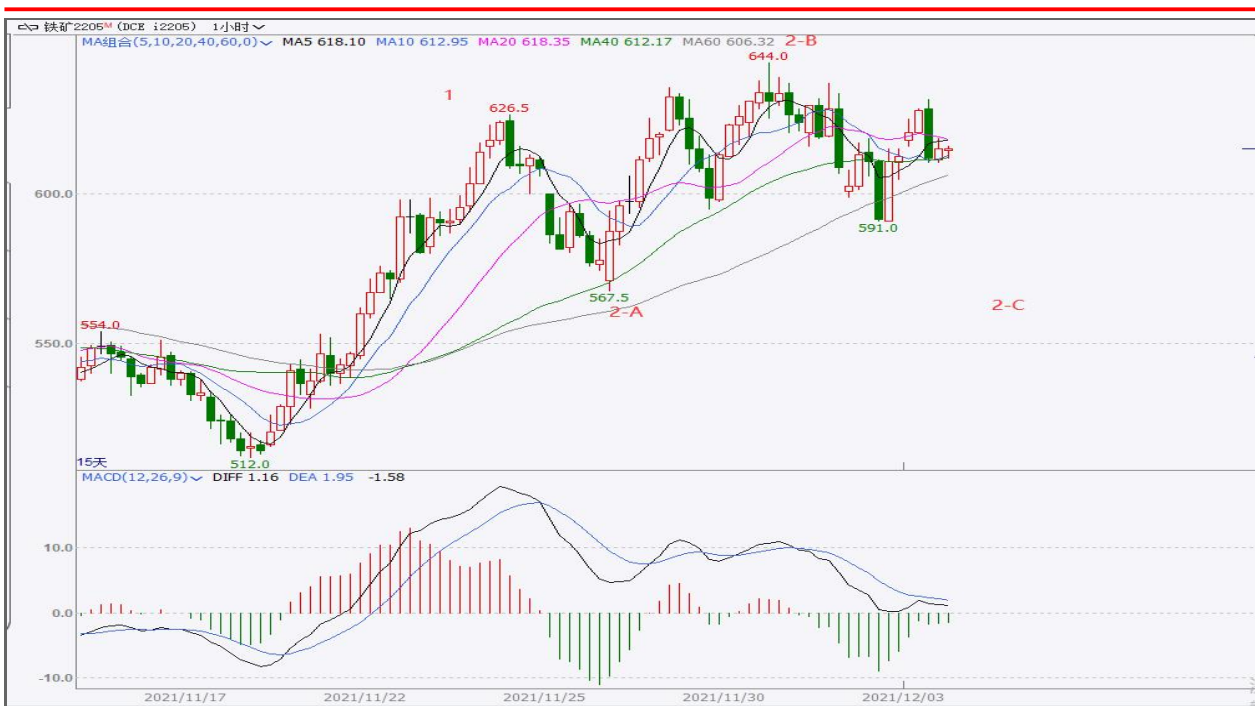 铁矿2205M (DCE i2205) 1小时
MA组合(5,10,20,40,60,0) MA5 618.10 MA10 612.95 MA20 618.35 MA40 612.17 MA60 606.32
2-B
644.0
1
626.5
600.0
591.0
567.5
2-A
2-C
554.0
550.0
15天
512.0
MACD(12,26,9) DIFF 1.16 DEA 1.95 -1.58
10.0
0.0
-10.0
2021/11/17 2021/11/22 2021/11/25 2021/11/30 2021/12/03